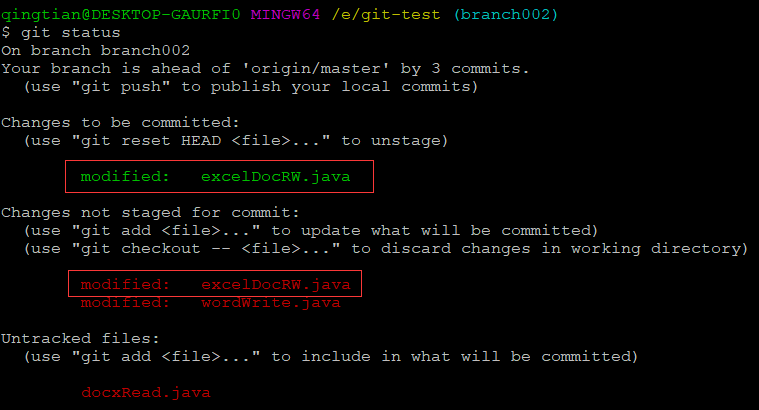 qingtian@DESKTOP-GAURFI0 MINGW64 /e/git-test (branch002)
$ git status
On branch branch002
Your branch is ahead of 'origin/master' by 3 commits.
  (use "git push" to publish your local commits)
Changes to be committed:
  (use "git reset HEAD <file>..." to unstage)
        modified:   excelDocRW.java
Changes not staged for commit:
  (use "git add <file>..." to update what will be committed)
  (use "git checkout -- <file>..." to discard changes in working directory)
        modified:   excelDocRW.java
        modified:   wordWrite.java
Untracked files:
  (use "git add <file>..." to include in what will be committed)
        docxRead.java